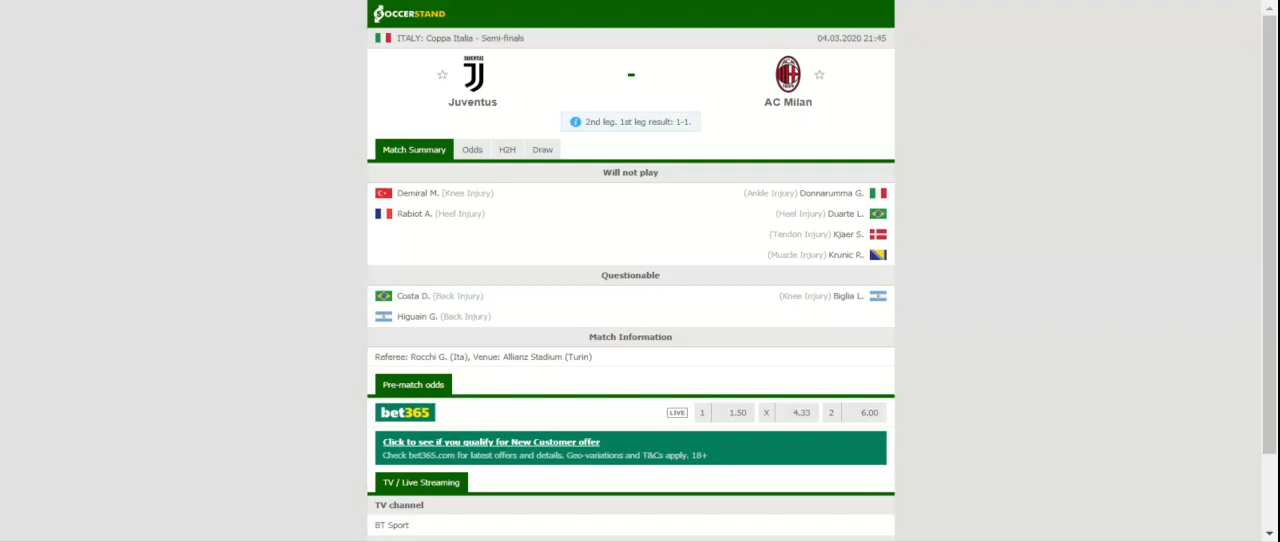 SOCCERSTAND
ITALY: Coppa Italia - Semi-finals 04.03.2020 21:45
JUVENTUS
Juventus - AC Milan
2nd leg. 1st leg result: 1-1.
Match Summary Odds H2H Draw
Will not play
Demiral M. (Knee Injury) (Ankle Injury) Donnarumma G.
Rabiot A. (Heel Injury) (Heel Injury) Duarte L.
(Tendon Injury) Kjaer S.
(Muscle Injury) Krunic R.
Questionable
Costa D. (Back Injury) (Knee Injury) Biglia L.
Higuain G. (Back Injury)
Match Information
Referee: Rocchi G. (Ita), Venue: Allianz Stadium (Turin)
Pre-match odds
bet365 LIVE 1 1.50 X 4.33 2 6.00
Click to see if you qualify for New Customer offer
Check bet365.com for latest offers and details. Geo-variations and T&Cs apply. 18+
TV / Live Streaming
TV channel
BT Sport